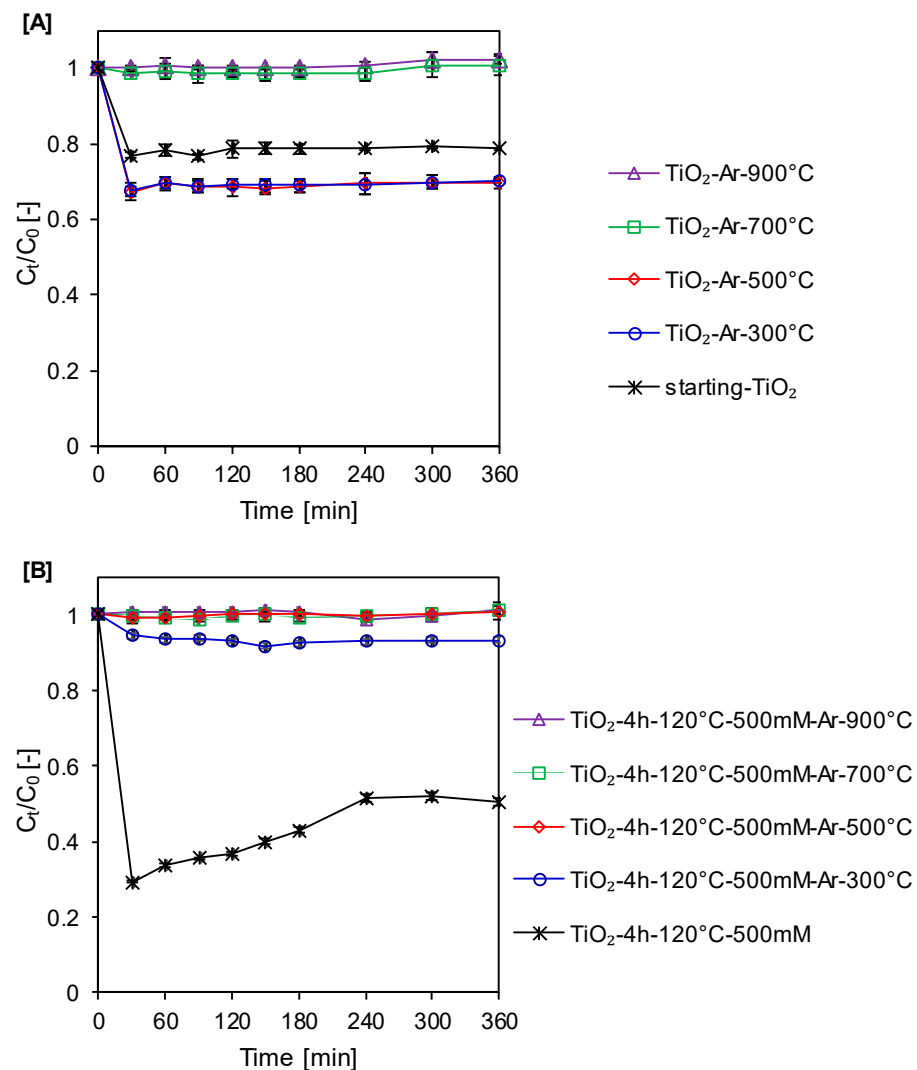 [A]
1
0.8
0.6
0.4
0.2
0
Cₜ/C₀ [-]
0 60 120 180 240 300 360
Time [min]
TiO₂-Ar-900°C
TiO₂-Ar-700°C
TiO₂-Ar-500°C
TiO₂-Ar-300°C
starting-TiO₂
[B]
1
0.8
0.6
0.4
0.2
0
Cₜ/C₀ [-]
0 60 120 180 240 300 360
Time [min]
TiO₂-4h-120°C-500mM-Ar-900°C
TiO₂-4h-120°C-500mM-Ar-700°C
TiO₂-4h-120°C-500mM-Ar-500°C
TiO₂-4h-120°C-500mM-Ar-300°C
TiO₂-4h-120°C-500mM